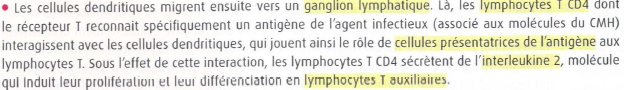 • Les cellules dendritiques migrent ensuite vers un ganglion lymphatique. Là, les lymphocytes T CD4 dont
le récepteur T reconnait spécifiquement un antigène de l'agent infectieux (associé aux molécules du CMH)
interagissent avec les cellules dendritiques, qui jouent ainsi le rôle de cellules présentatrices de l'antigène aux
lymphocytes T. Sous l'effet de cette interaction, les lymphocytes T CD4 sécrètent de l'interleukine 2, molécule
qui induit leur prolifération et leur différenciation en lymphocytes T auxiliaires.